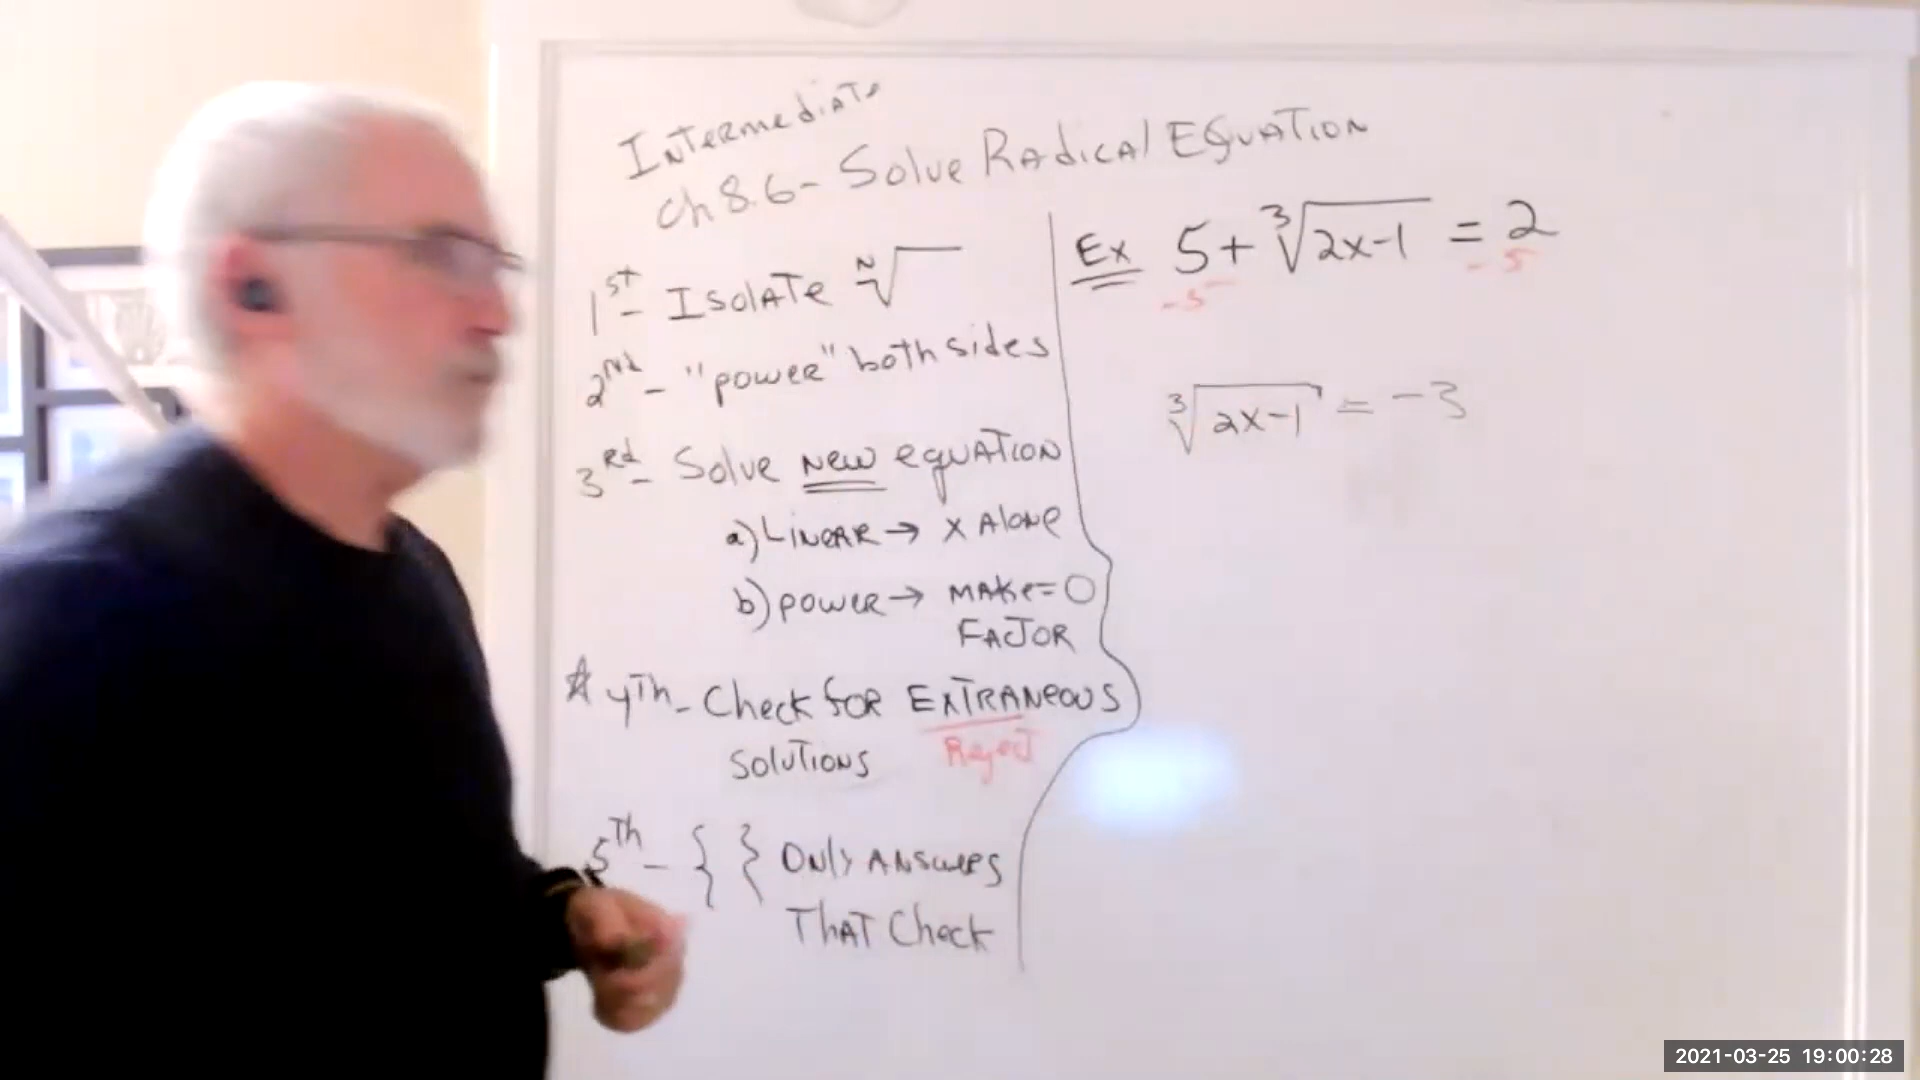 Intermediate
Ch 8.6 - Solve Radical Equation
1st - Isolate ᴺ√
2nd - "power" both sides
3rd - Solve new equation
a) Linear → x Alone
b) power → make = 0
FACTOR
☆ 4Th - Check for EXTRANEOUS
Solutions Reject
5Th - { } Only Answers
That Check
Ex 5 + ∛(2x-1) = 2
-5 -5
∛(2x-1) = -3
2021-03-25 19:00:28